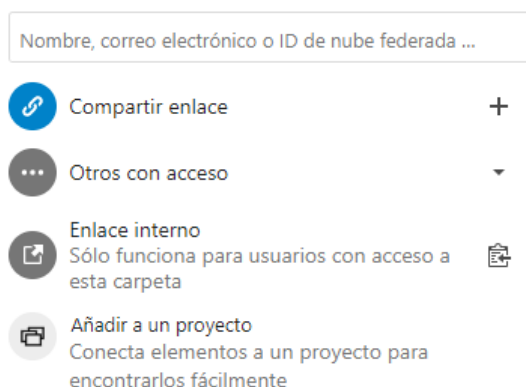 Nombre, correo electrónico o ID de nube federada ...
Compartir enlace
Otros con acceso
Enlace interno
Sólo funciona para usuarios con acceso a
esta carpeta
Añadir a un proyecto
Conecta elementos a un proyecto para
encontrarlos fácilmente